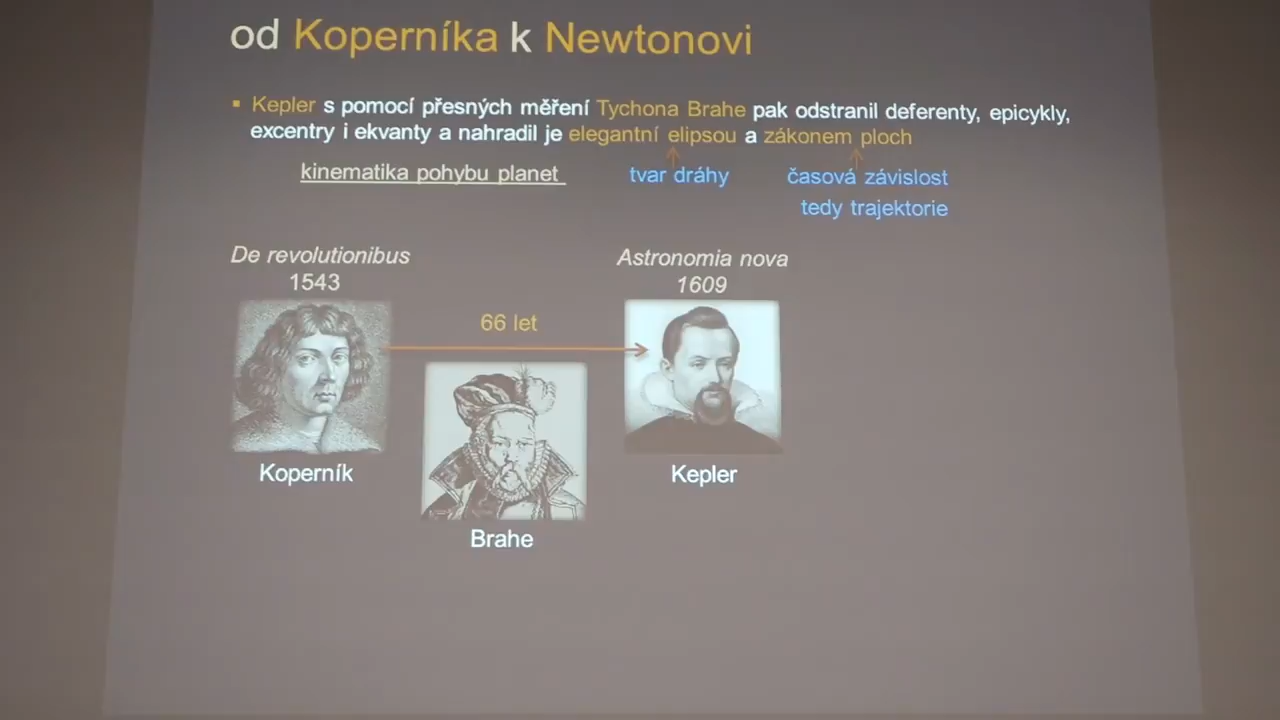 od Koperníka k Newtonovi
▪ Kepler s pomocí přesných měření Tychona Brahe pak odstranil deferenty, epicykly,
excentry i ekvanty a nahradil je elegantní elipsou a zákonem ploch
kinematika pohybu planet
tvar dráhy
časová závislost
tedy trajektorie
De revolutionibus
1543
Astronomia nova
1609
66 let
Koperník
Kepler
Brahe